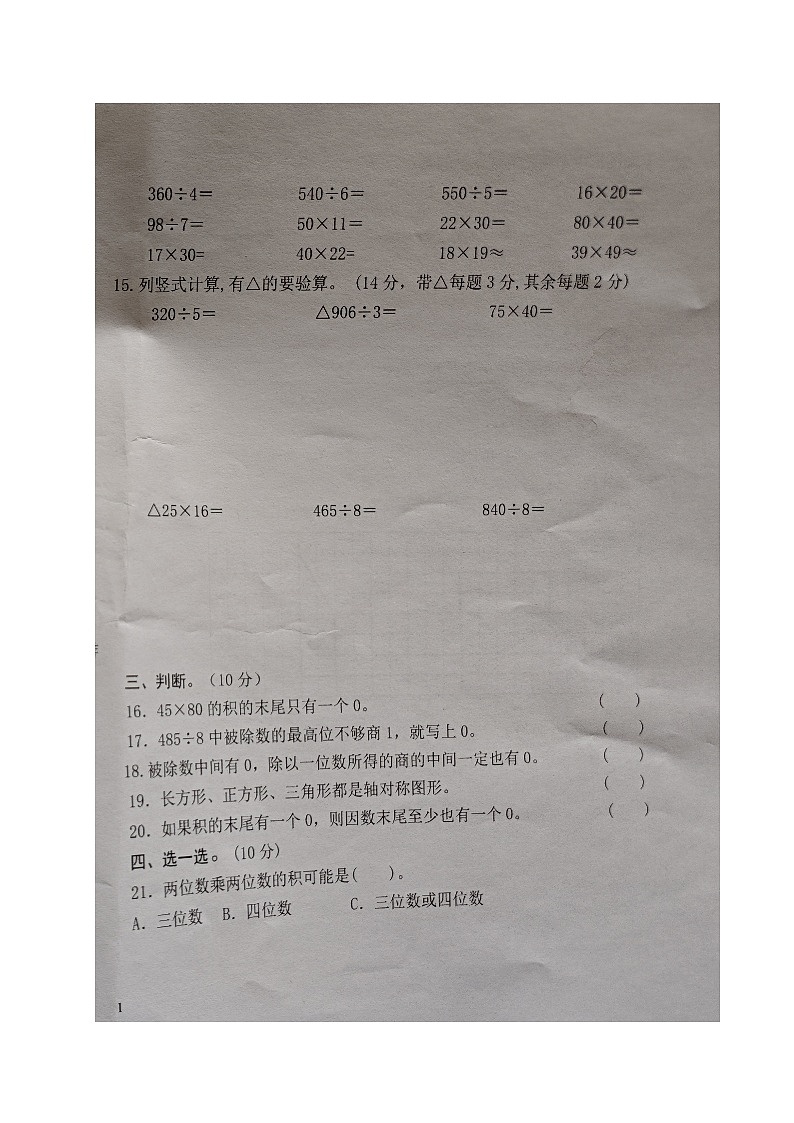 360÷4= 540÷6= 550÷5= 16×20=
98÷7= 50×11= 22×30= 80×40=
17×30= 40×22= 18×19≈ 39×49≈
15.列竖式计算,有△的要验算。(14分，带△每题3分,其余每题2分)
320÷5= △906÷3= 75×40=
△25×16= 465÷8= 840÷8=
三、判断。(10分)
16. 45×80的积的末尾只有一个0。 ( )
17. 485÷8中被除数的最高位不够商1，就写上0。 ( )
18.被除数中间有0，除以一位数所得的商的中间一定也有0。 ( )
19. 长方形、正方形、三角形都是轴对称图形。 ( )
20. 如果积的末尾有一个0，则因数末尾至少也有一个0。 ( )
四、选一选。(10分)
21. 两位数乘两位数的积可能是( )。
A. 三位数 B. 四位数 C. 三位数或四位数
1